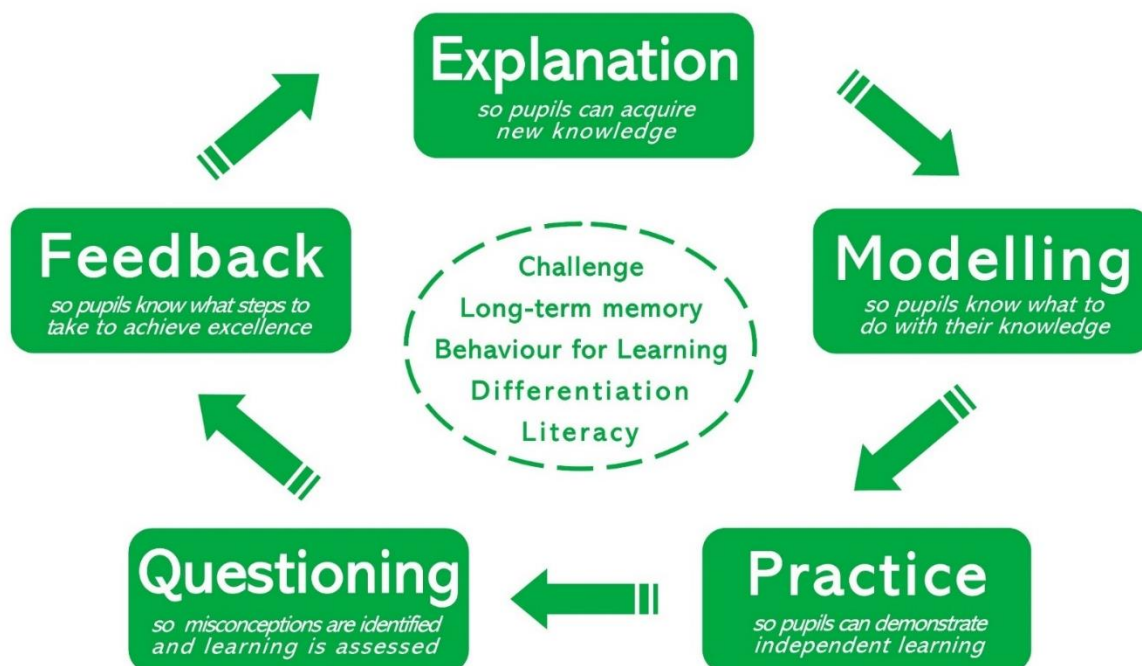 Explanation
so pupils can acquire
new knowledge
Modelling
so pupils know what to
do with their knowledge
Practice
so pupils can demonstrate
independent learning
Questioning
so misconceptions are identified
and learning is assessed
Feedback
so pupils know what steps to
take to achieve excellence
Challenge
Long-term memory
Behaviour for Learning
Differentiation
Literacy